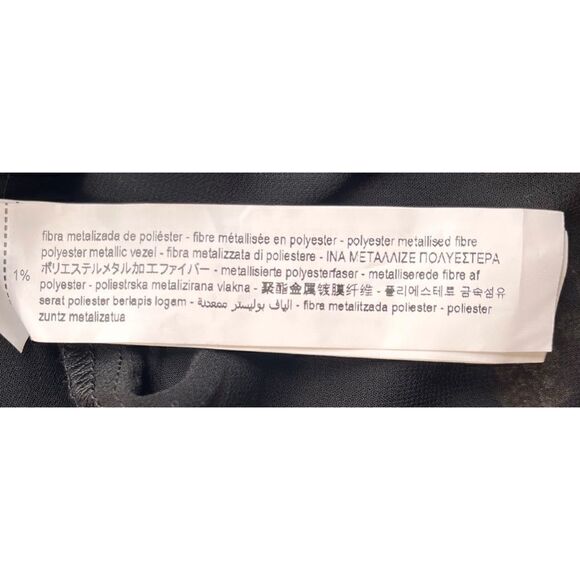 fibra metalizada de poliéster - fibre métallisée en polyester - polyester metallised fibre
polyester metallic vezel - fibra metallizzata di poliestere - ΙΝΑ ΜΕΤΑΛΛΙΖΕ ΠΟΛΥΕΣΤΕΡΑ
1% ポリエステルメタル加工ファイバー - metallisierte polyesterfaser - metalliserede fibre af
polyester - poliestrska metalizirana vlakna - 聚酯金属镀膜纤维 - 폴리에스테르 금속섬유
serat poliester berlapis logam - الياف بوليستر ممعدنة - fibra metalitzada poliester - poliester
zuntz metalizatua